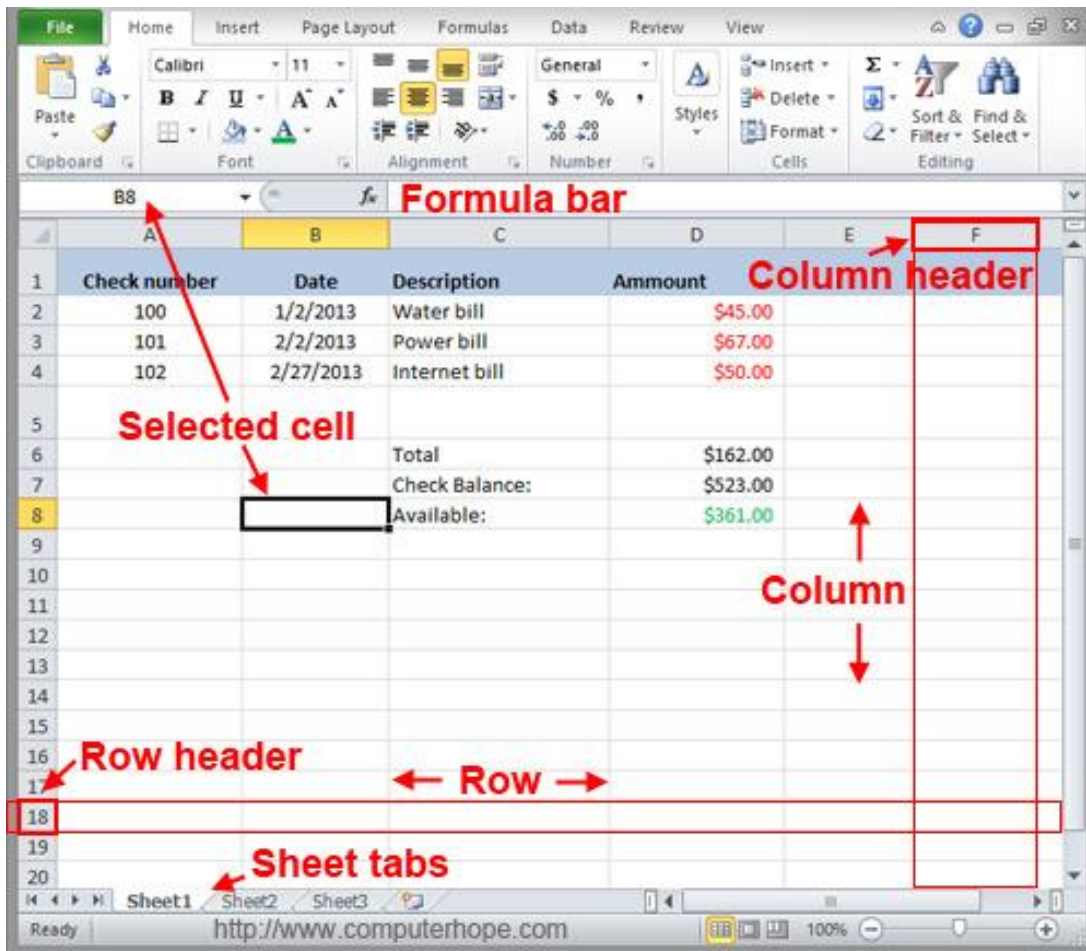 File Home Insert Page Layout Formulas Data Review View
Calibri 11 General Insert Σ
Paste B I U A A $ % , Styles Delete Sort & Find &
A .00 .00 Format Filter Select
Clipboard Font Alignment Number Cells Editing
B8 fx Formula bar
A B C D E F
Column header
1 Check number Date Description Ammount
2 100 1/2/2013 Water bill $45.00
3 101 2/2/2013 Power bill $67.00
4 102 2/27/2013 Internet bill $50.00
5
Selected cell
6 Total $162.00
7 Check Balance: $523.00
8 Available: $361.00
9
10
Column
11
12
13
14
15
16
Row header
17
Row
18
19
Sheet tabs
20
Sheet1 Sheet2 Sheet3
Ready http://www.computerhope.com 100%